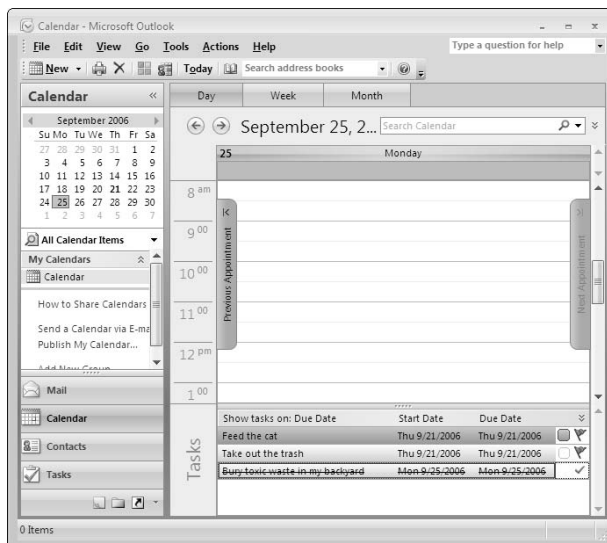 Calendar - Microsoft Outlook
File Edit View Go Tools Actions Help
Type a question for help
New Today Search address books
Calendar «
Day Week Month
September 2006
Su Mo Tu We Th Fr Sa
27 28 29 30 31 1 2
3 4 5 6 7 8 9
10 11 12 13 14 15 16
17 18 19 20 21 22 23
24 25 26 27 28 29 30
1 2 3 4 5 6 7
September 25, 2... Search Calendar
25 Monday
All Calendar Items
My Calendars
Calendar
How to Share Calendars
Send a Calendar via E-ma
Publish My Calendar...
Add New Group
Mail
Calendar
Contacts
Tasks
8 am
9 00
10 00
11 00
12 pm
1 00
Previous Appointment
Next Appointment
Tasks
Show tasks on: Due Date Start Date Due Date
Feed the cat Thu 9/21/2006 Thu 9/21/2006
Take out the trash Thu 9/21/2006 Thu 9/21/2006
Bury toxic waste in my backyard Mon 9/25/2006 Mon 9/25/2006
0 Items